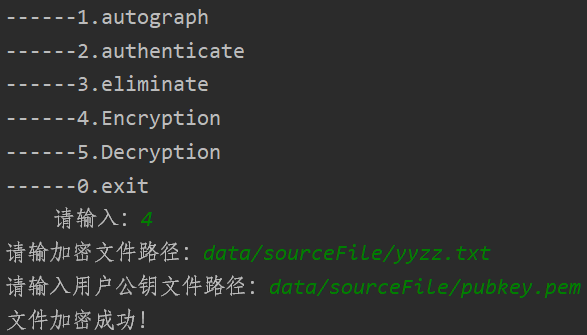 ------1.autograph
------2.authenticate
------3.eliminate
------4.Encryption
------5.Decryption
------0.exit
请输入: 4
请输加密文件路径: data/sourceFile/yyzz.txt
请输入用户公钥文件路径: data/sourceFile/pubkey.pem
文件加密成功!